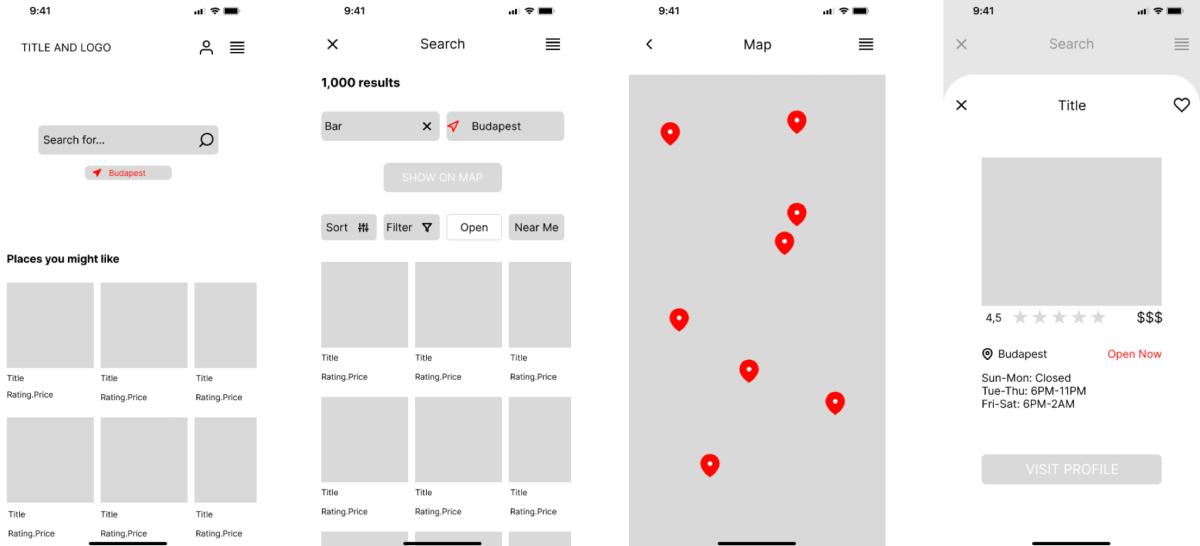 9:41
TITLE AND LOGO
Search for...
Budapest
Places you might like
Title Title Title
Rating.Price Rating.Price Rating.Price
Title Title Title
Rating.Price Rating.Price Rating.Price
9:41
Search
1,000 results
Bar Budapest
SHOW ON MAP
Sort Filter Open Near Me
Title Title Title
Rating.Price Rating.Price Rating.Price
Title Title Title
Rating.Price Rating.Price Rating.Price
9:41
Map
9:41
Search
Title
4,5 $$$
Budapest Open Now
Sun-Mon: Closed
Tue-Thu: 6PM-11PM
Fri-Sat: 6PM-2AM
VISIT PROFILE